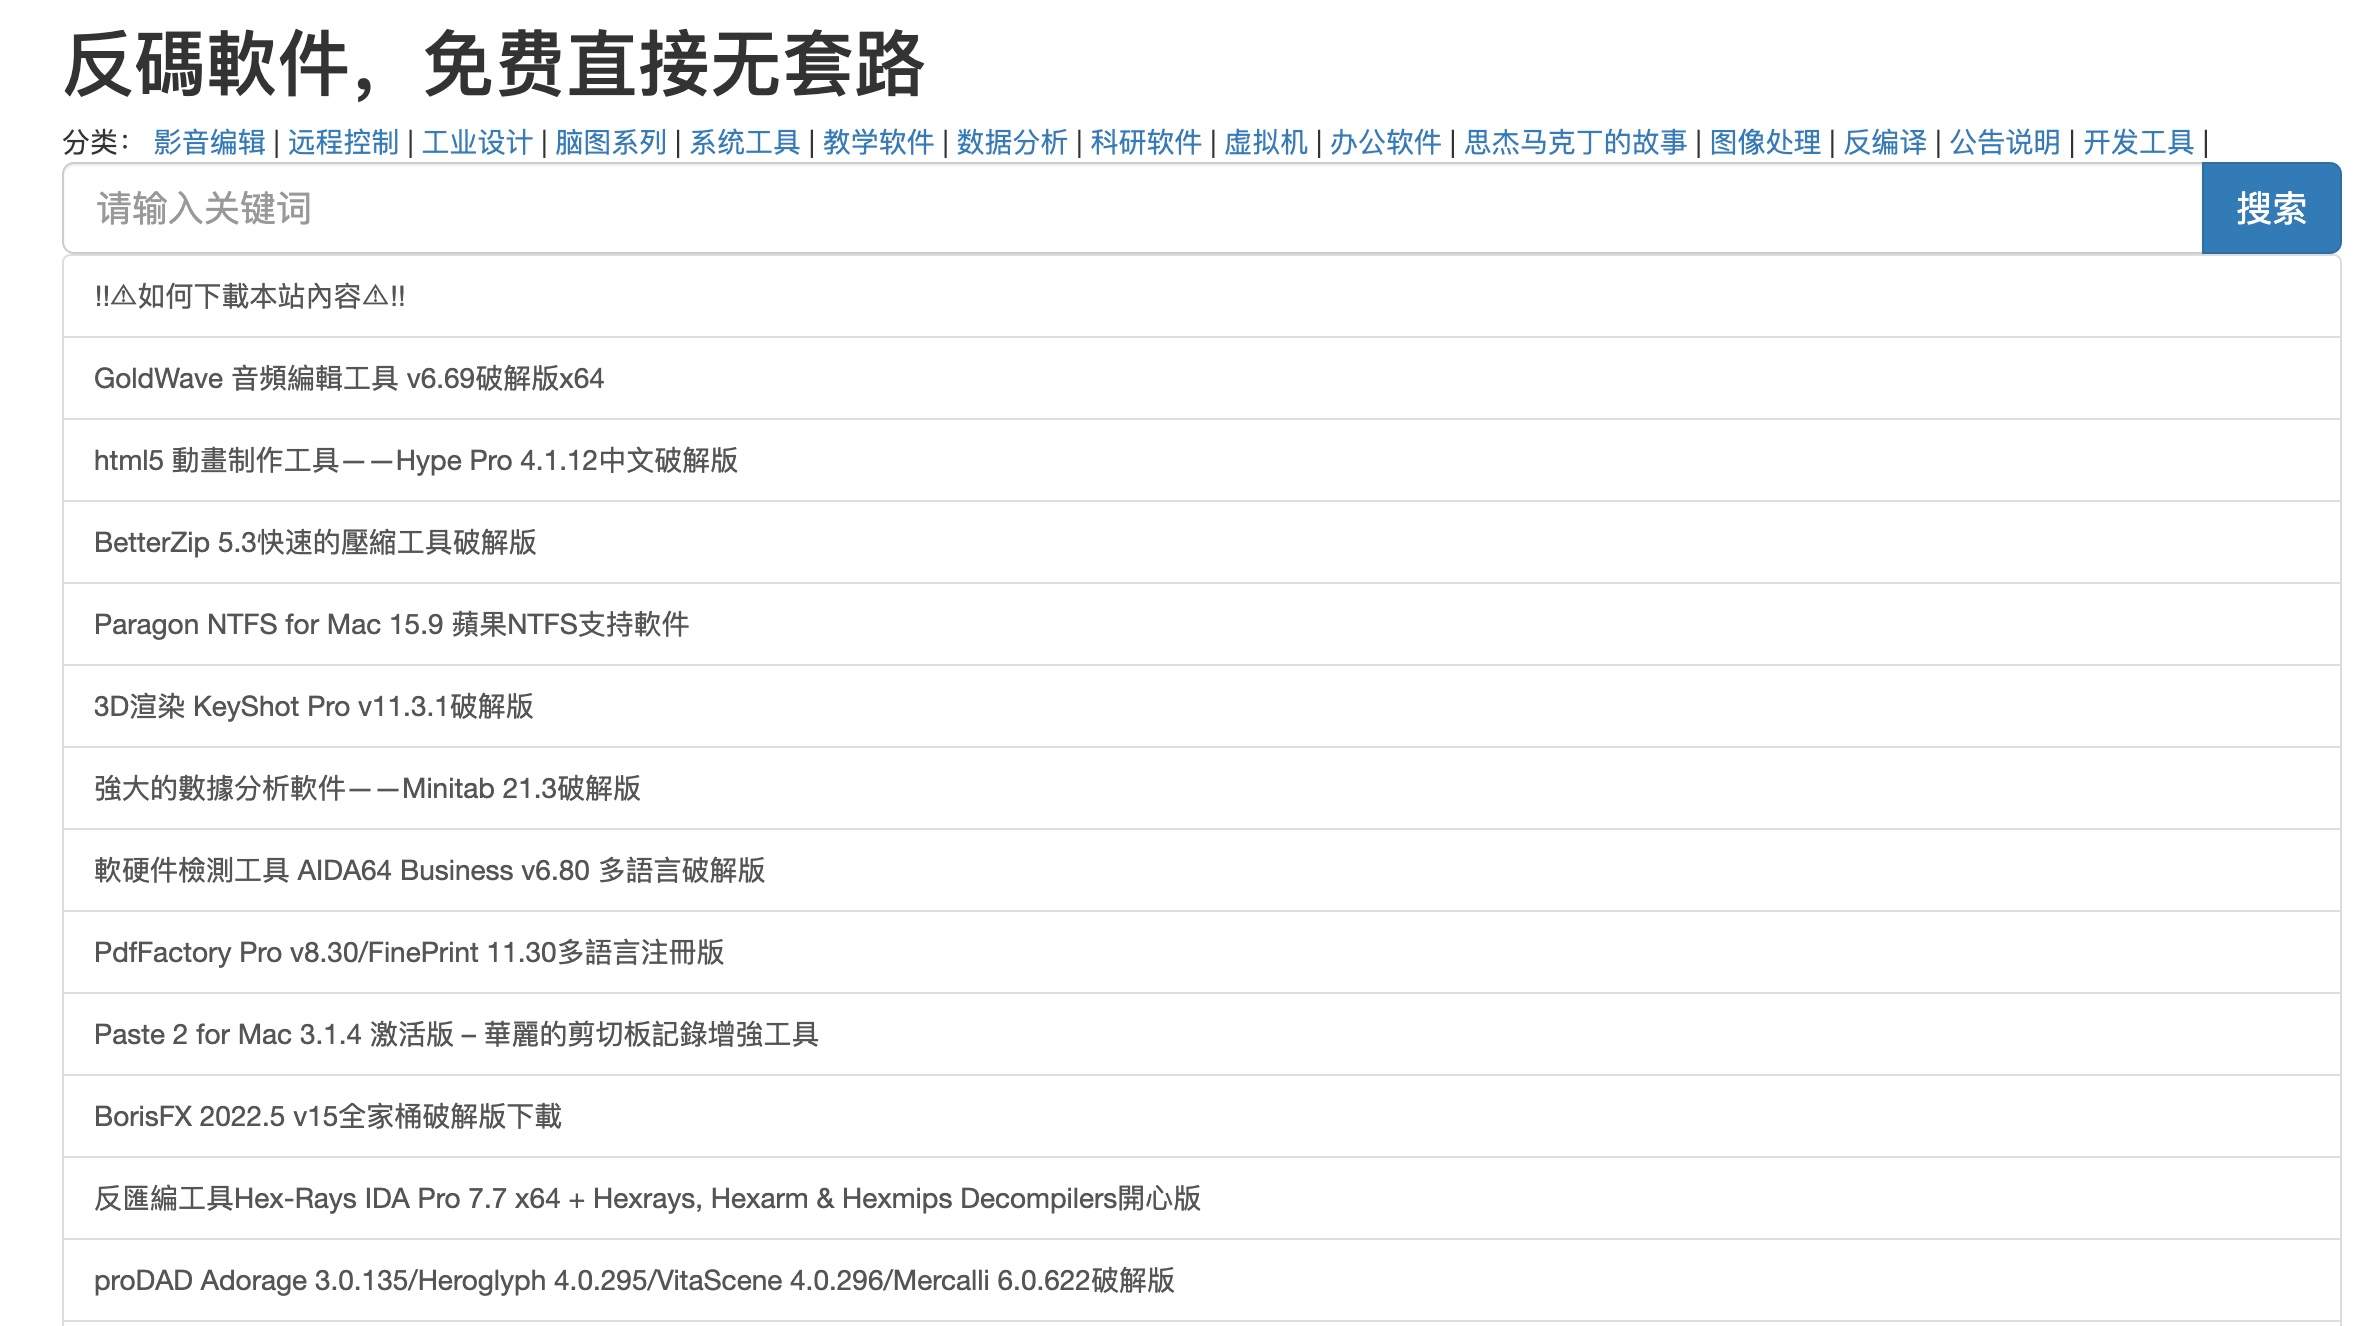 反碼軟件，免费直接无套路
分类： 影音编辑 | 远程控制 | 工业设计 | 脑图系列 | 系统工具 | 教学软件 | 数据分析 | 科研软件 | 虚拟机 | 办公软件 | 思杰马克丁的故事 | 图像处理 | 反编译 | 公告说明 | 开发工具 |
请输入关键词 搜索
!!⚠如何下載本站內容⚠!!
GoldWave 音頻編輯工具 v6.69破解版x64
html5 動畫制作工具——Hype Pro 4.1.12中文破解版
BetterZip 5.3快速的壓縮工具破解版
Paragon NTFS for Mac 15.9 蘋果NTFS支持軟件
3D渲染 KeyShot Pro v11.3.1破解版
強大的數據分析軟件——Minitab 21.3破解版
軟硬件檢測工具 AIDA64 Business v6.80 多語言破解版
PdfFactory Pro v8.30/FinePrint 11.30多語言注冊版
Paste 2 for Mac 3.1.4 激活版 – 華麗的剪切板記錄增強工具
BorisFX 2022.5 v15全家桶破解版下載
反匯編工具Hex-Rays IDA Pro 7.7 x64 + Hexrays, Hexarm & Hexmips Decompilers開心版
proDAD Adorage 3.0.135/Heroglyph 4.0.295/VitaScene 4.0.296/Mercalli 6.0.622破解版